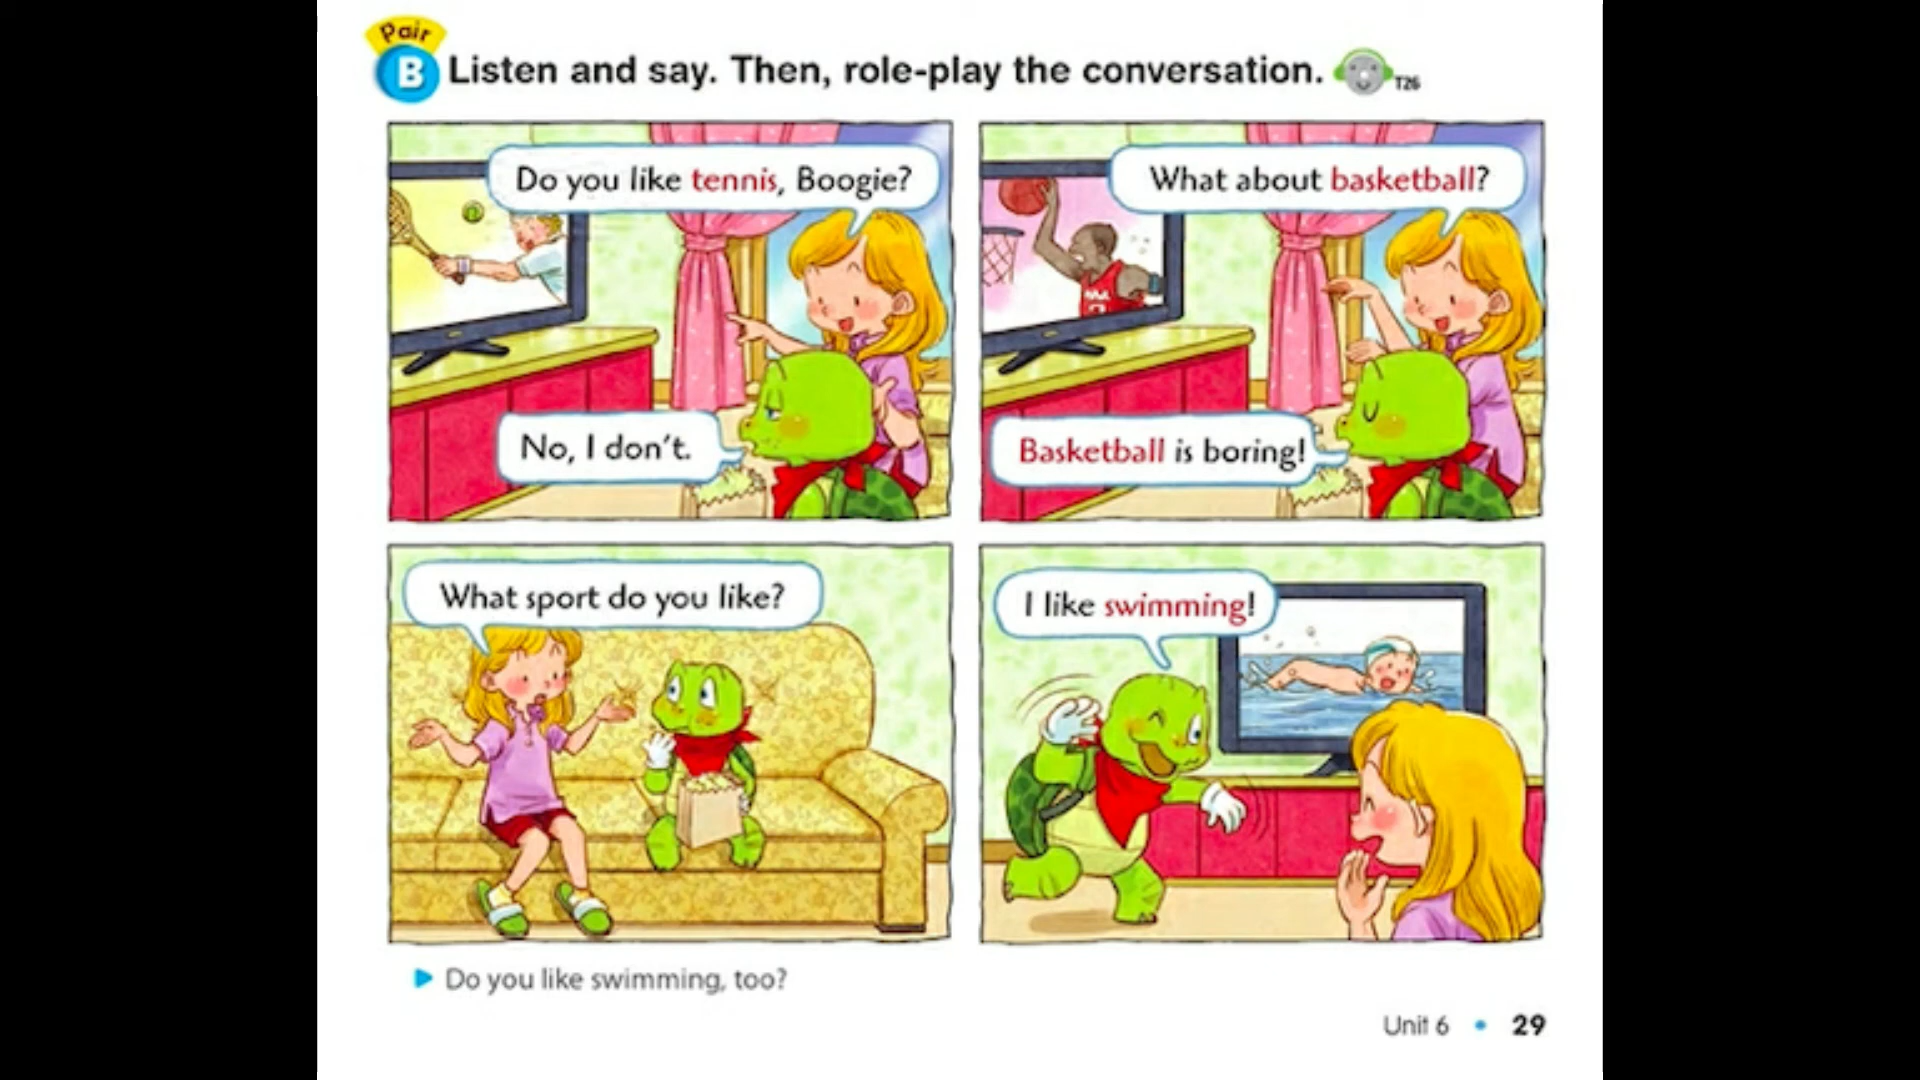 Pair
B Listen and say. Then, role-play the conversation. T26
Do you like tennis, Boogie?
No, I don't.
What about basketball?
Basketball is boring!
What sport do you like?
I like swimming!
Do you like swimming, too?
Unit 6 • 29